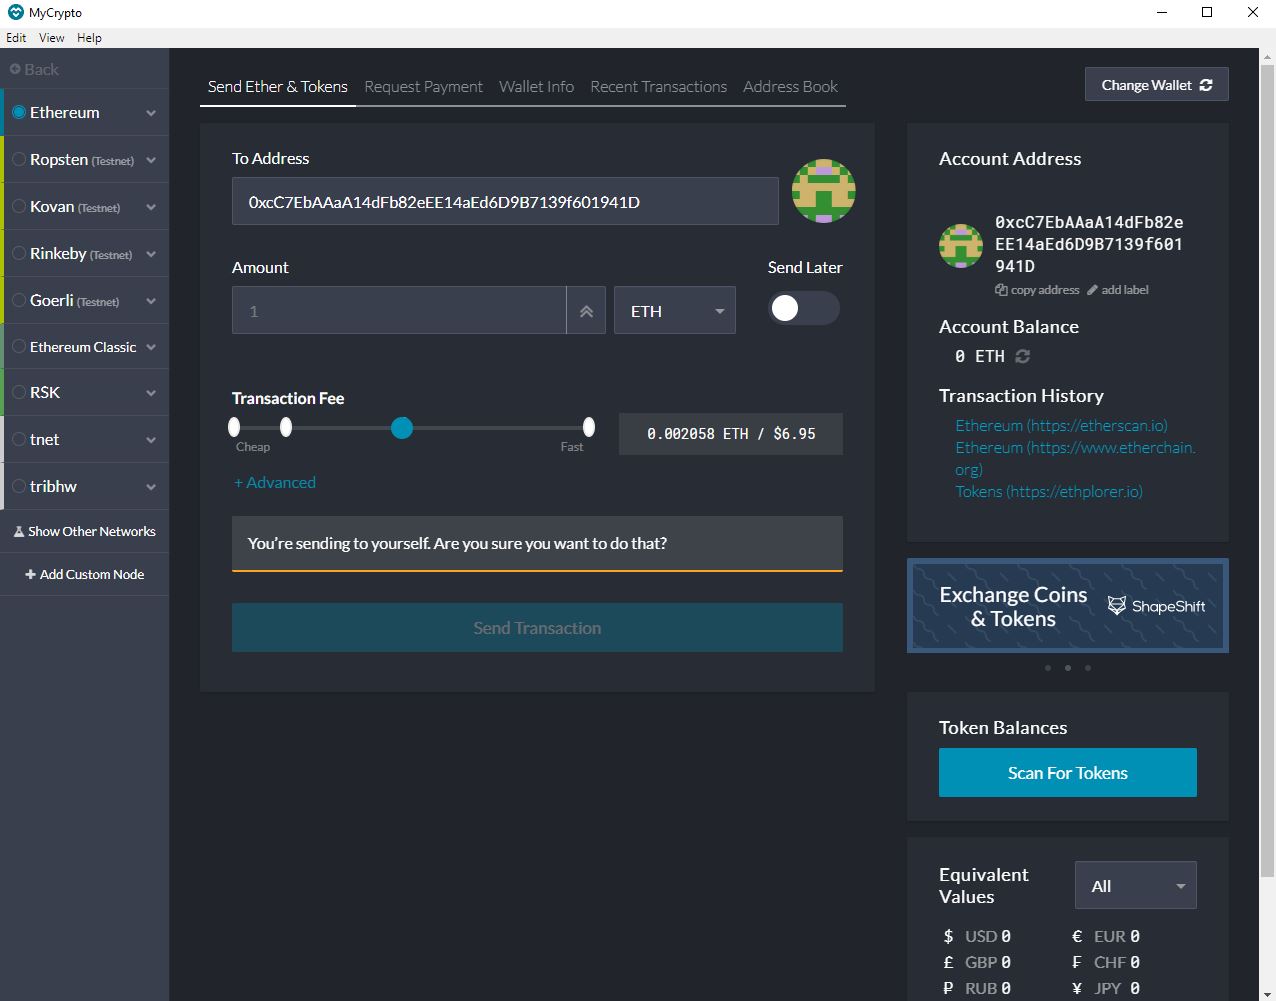 MyCrypto
Edit View Help
Back
Ethereum
Ropsten (Testnet)
Kovan (Testnet)
Rinkeby (Testnet)
Goerli (Testnet)
Ethereum Classic
RSK
tnet
tribhw
Show Other Networks
Add Custom Node
Send Ether & Tokens Request Payment Wallet Info Recent Transactions Address Book
Change Wallet
To Address
0xcC7EbAAaA14dFb82eEE14aEd6D9B7139f601941D
Amount
Send Later
1
ETH
Transaction Fee
Cheap
Fast
0.002058 ETH / $6.95
+ Advanced
You're sending to yourself. Are you sure you want to do that?
Send Transaction
Account Address
0xcC7EbAAaA14dFb82e
EE14aEd6D9B7139f601
941D
copy address add label
Account Balance
0 ETH
Transaction History
Ethereum (https://etherscan.io)
Ethereum (https://www.etherchain.
org)
Tokens (https://ethplorer.io)
Exchange Coins
& Tokens
ShapeShift
Token Balances
Scan For Tokens
Equivalent
Values
All
$ USD 0
€ EUR 0
£ GBP 0
₣ CHF 0
₽ RUB 0
¥ JPY 0